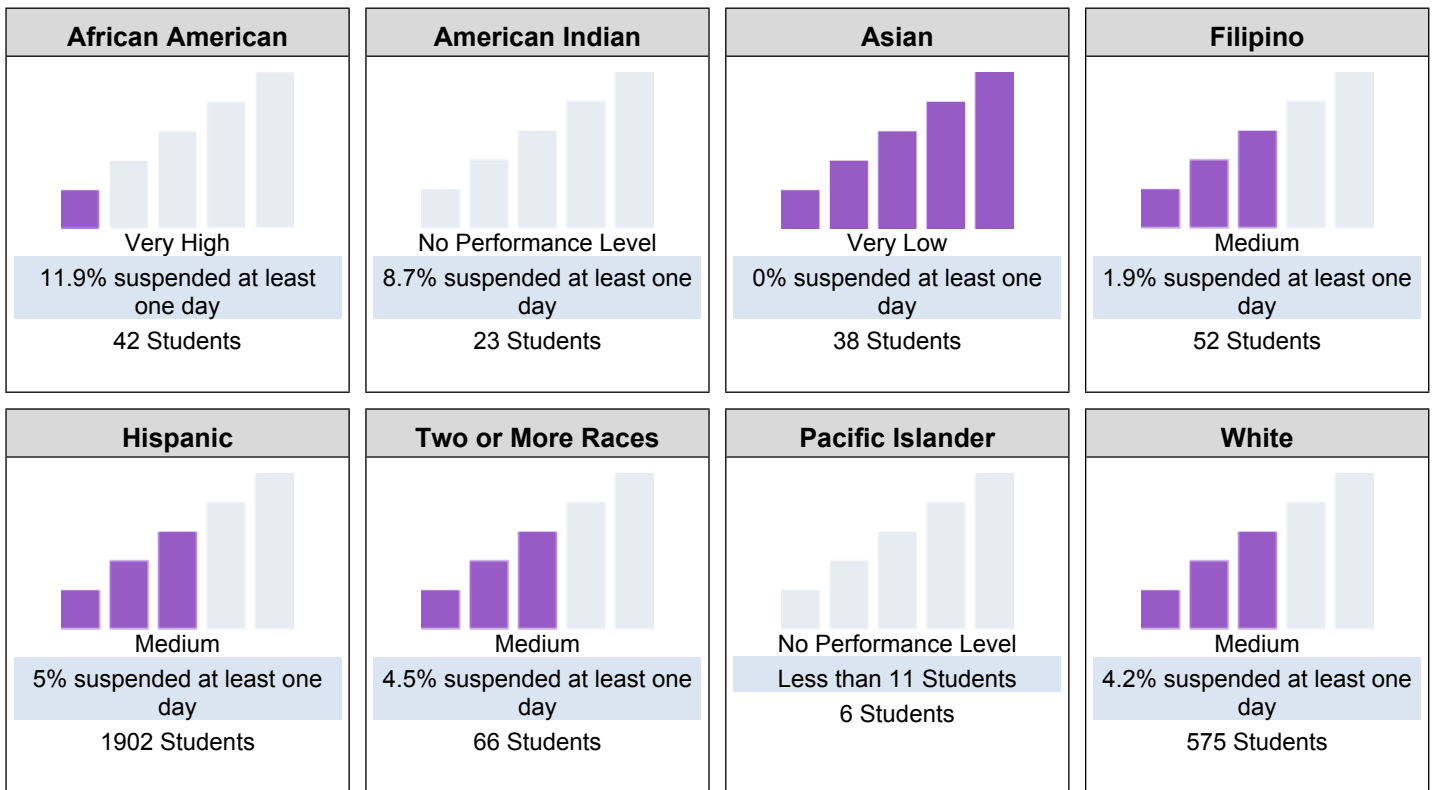 African American
Very High
11.9% suspended at least
one day
42 Students
American Indian
No Performance Level
8.7% suspended at least one
day
23 Students
Asian
Very Low
0% suspended at least one
day
38 Students
Filipino
Medium
1.9% suspended at least one
day
52 Students
Hispanic
Medium
5% suspended at least one
day
1902 Students
Two or More Races
Medium
4.5% suspended at least one
day
66 Students
Pacific Islander
No Performance Level
Less than 11 Students
6 Students
White
Medium
4.2% suspended at least one
day
575 Students